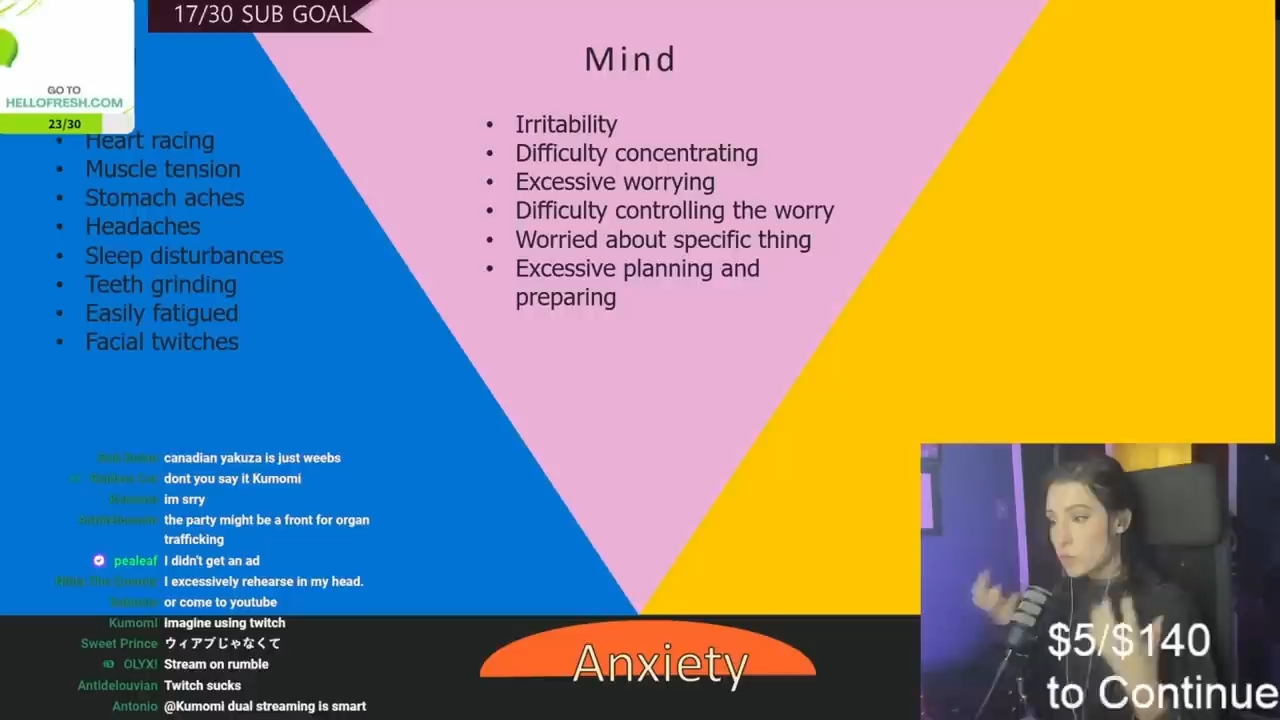 17/30 SUB GOAL
GO TO
HELLOFRESH.COM
23/30
Heart racing
Muscle tension
Stomach aches
Headaches
Sleep disturbances
Teeth grinding
Easily fatigued
Facial twitches
Mind
Irritability
Difficulty concentrating
Excessive worrying
Difficulty controlling the worry
Worried about specific thing
Excessive planning and
preparing
canadian yakuza is just weebs
dont you say it Kumomi
im srry
the party might be a front for organ
trafficking
pealeaf I didn't get an ad
I excessively rehearse in my head.
or come to youtube
Kumomi imagine using twitch
Sweet Prince ウィアブじゃなくて
OLYXI Stream on rumble
Antidelouvian Twitch sucks
Antonio @Kumomi dual streaming is smart
Anxiety
$5/$140
to Continue